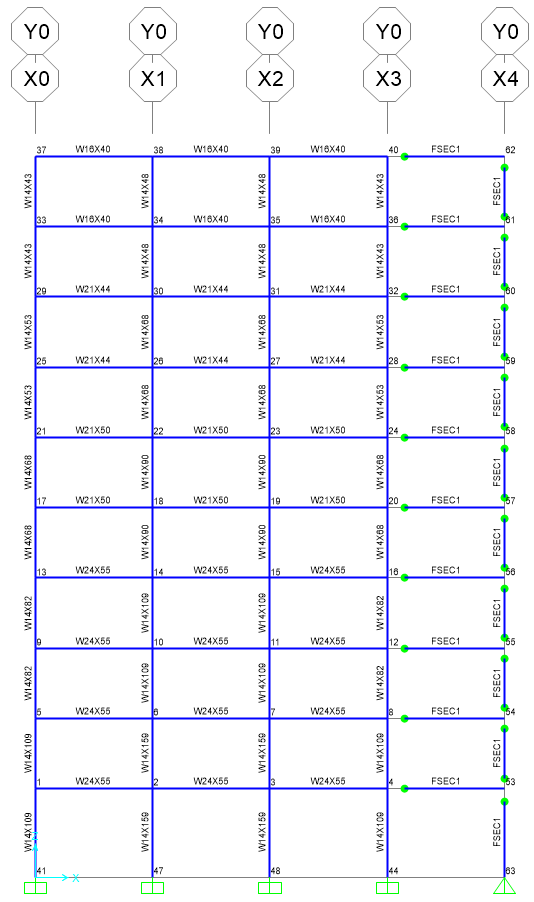 Y0 Y0 Y0 Y0 Y0
X0 X1 X2 X3 X4
37 W16X40 38 W16X40 39 W16X40 40 FSEC1 62
W14X43 W14X48 W14X48 W14X43 FSEC1
33 W16X40 34 W16X40 35 W16X40 36 FSEC1 61
W14X43 W14X48 W14X48 W14X43 FSEC1
29 W21X44 30 W21X44 31 W21X44 32 FSEC1 60
W14X53 W14X68 W14X68 W14X53 FSEC1
25 W21X44 26 W21X44 27 W21X44 28 FSEC1 59
W14X53 W14X68 W14X68 W14X53 FSEC1
21 W21X50 22 W21X50 23 W21X50 24 FSEC1 58
W14X68 W14X90 W14X90 W14X68 FSEC1
17 W21X50 18 W21X50 19 W21X50 20 FSEC1 57
W14X68 W14X90 W14X90 W14X68 FSEC1
13 W24X55 14 W24X55 15 W24X55 16 FSEC1 56
W14X82 W14X109 W14X109 W14X82 FSEC1
9 W24X55 10 W24X55 11 W24X55 12 FSEC1 55
W14X82 W14X109 W14X109 W14X82 FSEC1
5 W24X55 6 W24X55 7 W24X55 8 FSEC1 54
W14X109 W14X159 W14X159 W14X109 FSEC1
1 W24X55 2 W24X55 3 W24X55 4 FSEC1 53
W14X109 W14X159 W14X159 W14X109 FSEC1
41 X 47 48 44 63